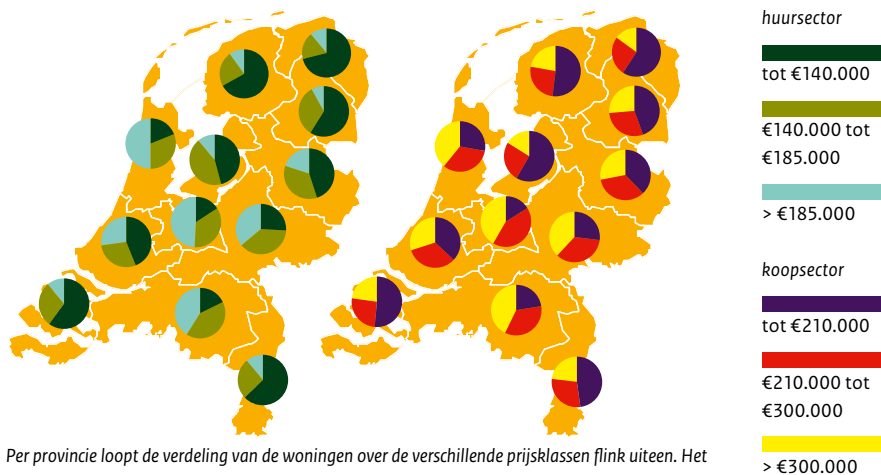 huursector
tot €140.000
€140.000 tot
€185.000
> €185.000
koopsector
tot €210.000
€210.000 tot
€300.000
> €300.000
Per provincie loopt de verdeling van de woningen over de verschillende prijsklassen flink uiteen. Het